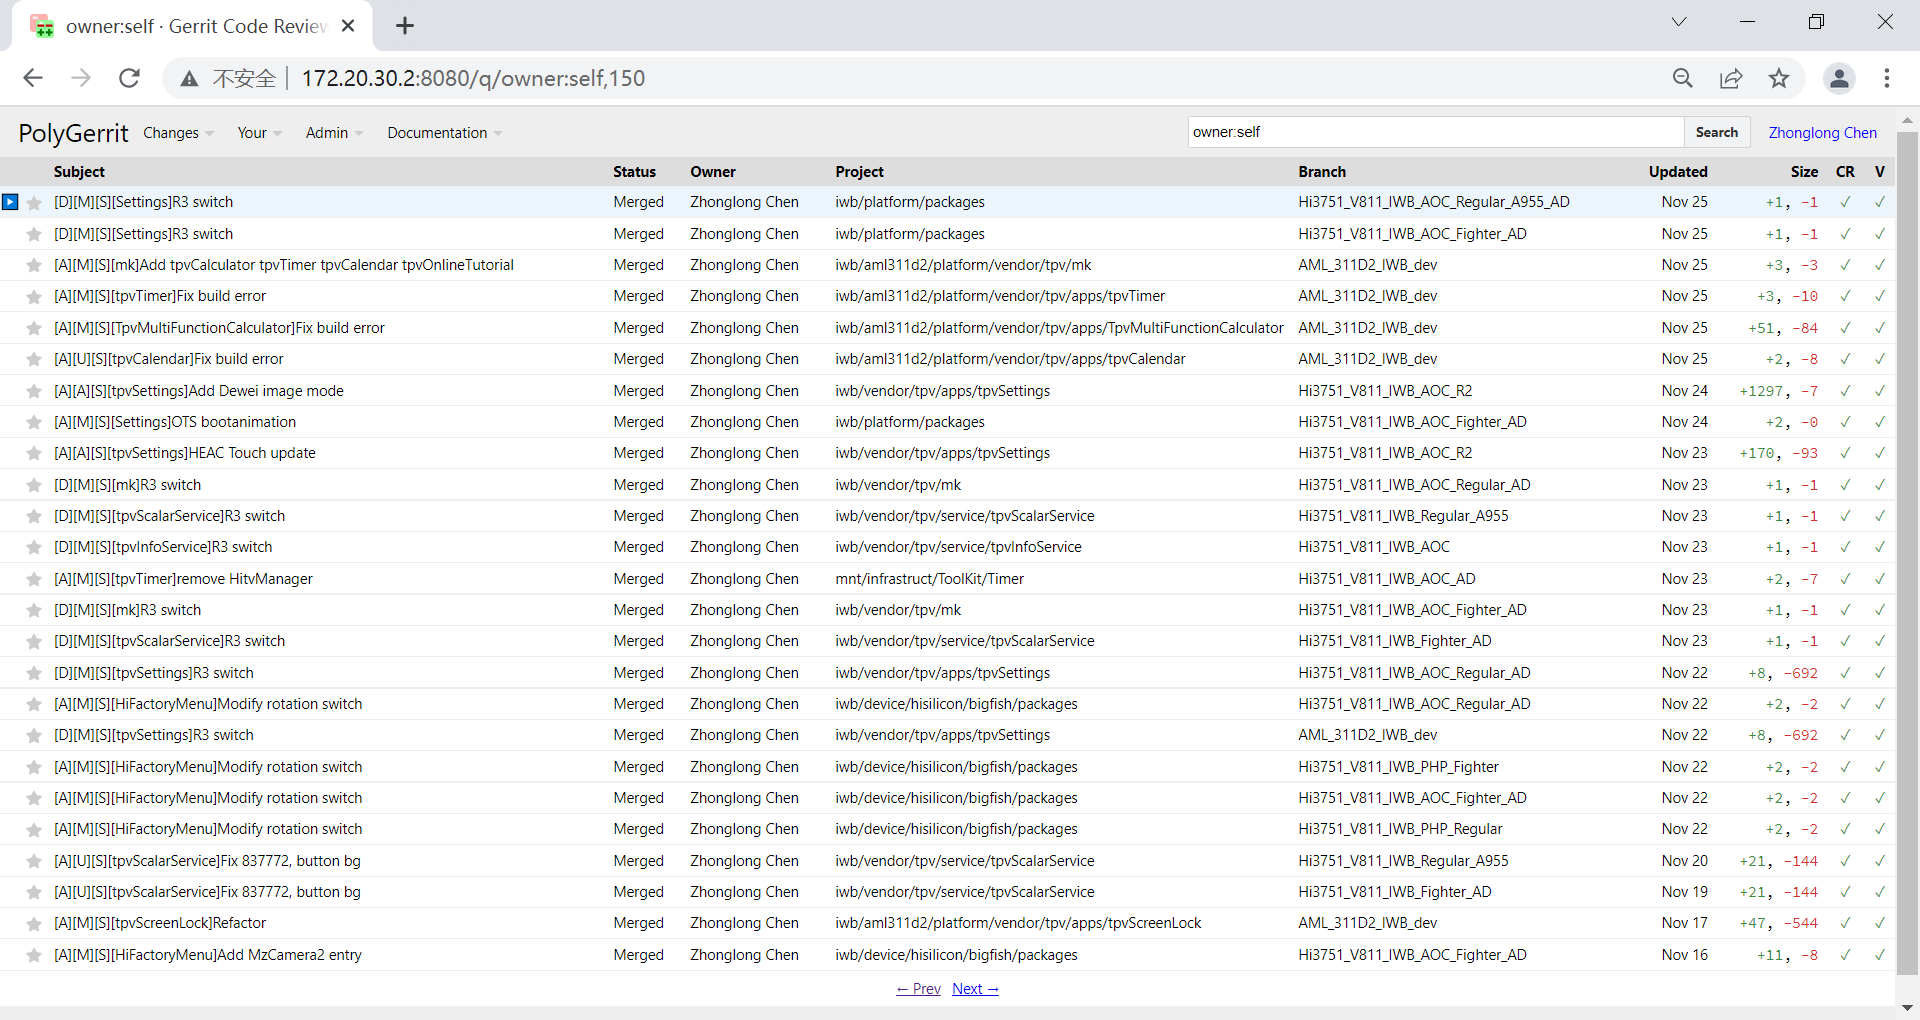 owner:self · Gerrit Code Review
不安全 172.20.30.2:8080/q/owner:self,150
PolyGerrit Changes Your Admin Documentation owner:self Search Zhonglong Chen
Subject Status Owner Project Branch Updated Size CR V
[D][M][S][Settings]R3 switch Merged Zhonglong Chen iwb/platform/packages Hi3751_V811_IWB_AOC_Regular_A955_AD Nov 25 +1, -1 ✓ ✓
[D][M][S][Settings]R3 switch Merged Zhonglong Chen iwb/platform/packages Hi3751_V811_IWB_AOC_Fighter_AD Nov 25 +1, -1 ✓ ✓
[A][M][S][mk]Add tpvCalculator tpvTimer tpvCalendar tpvOnlineTutorial Merged Zhonglong Chen iwb/aml311d2/platform/vendor/tpv/mk AML_311D2_IWB_dev Nov 25 +3, -3 ✓ ✓
[A][M][S][tpvTimer]Fix build error Merged Zhonglong Chen iwb/aml311d2/platform/vendor/tpv/apps/tpvTimer AML_311D2_IWB_dev Nov 25 +3, -10 ✓ ✓
[A][M][S][TpvMultiFunctionCalculator]Fix build error Merged Zhonglong Chen iwb/aml311d2/platform/vendor/tpv/apps/TpvMultiFunctionCalculator AML_311D2_IWB_dev Nov 25 +51, -84 ✓ ✓
[A][U][S][tpvCalendar]Fix build error Merged Zhonglong Chen iwb/aml311d2/platform/vendor/tpv/apps/tpvCalendar AML_311D2_IWB_dev Nov 25 +2, -8 ✓ ✓
[A][A][S][tpvSettings]Add Dewei image mode Merged Zhonglong Chen iwb/vendor/tpv/apps/tpvSettings Hi3751_V811_IWB_AOC_R2 Nov 24 +1297, -7 ✓ ✓
[A][M][S][Settings]OTS bootanimation Merged Zhonglong Chen iwb/platform/packages Hi3751_V811_IWB_AOC_Fighter_AD Nov 24 +2, -0 ✓ ✓
[A][A][S][tpvSettings]HEAC Touch update Merged Zhonglong Chen iwb/vendor/tpv/apps/tpvSettings Hi3751_V811_IWB_AOC_R2 Nov 23 +170, -93 ✓ ✓
[D][M][S][mk]R3 switch Merged Zhonglong Chen iwb/vendor/tpv/mk Hi3751_V811_IWB_AOC_Regular_AD Nov 23 +1, -1 ✓ ✓
[D][M][S][tpvScalarService]R3 switch Merged Zhonglong Chen iwb/vendor/tpv/service/tpvScalarService Hi3751_V811_IWB_Regular_A955 Nov 23 +1, -1 ✓ ✓
[D][M][S][tpvInfoService]R3 switch Merged Zhonglong Chen iwb/vendor/tpv/service/tpvInfoService Hi3751_V811_IWB_AOC Nov 23 +1, -1 ✓ ✓
[A][M][S][tpvTimer]remove HitvManager Merged Zhonglong Chen mnt/infrastruct/ToolKit/Timer Hi3751_V811_IWB_AOC_AD Nov 23 +2, -7 ✓ ✓
[D][M][S][mk]R3 switch Merged Zhonglong Chen iwb/vendor/tpv/mk Hi3751_V811_IWB_AOC_Fighter_AD Nov 23 +1, -1 ✓ ✓
[D][M][S][tpvScalarService]R3 switch Merged Zhonglong Chen iwb/vendor/tpv/service/tpvScalarService Hi3751_V811_IWB_Fighter_AD Nov 23 +1, -1 ✓ ✓
[D][M][S][tpvSettings]R3 switch Merged Zhonglong Chen iwb/vendor/tpv/apps/tpvSettings Hi3751_V811_IWB_AOC_Regular_AD Nov 22 +8, -692 ✓ ✓
[A][M][S][HiFactoryMenu]Modify rotation switch Merged Zhonglong Chen iwb/device/hisilicon/bigfish/packages Hi3751_V811_IWB_AOC_Regular_AD Nov 22 +2, -2 ✓ ✓
[D][M][S][tpvSettings]R3 switch Merged Zhonglong Chen iwb/vendor/tpv/apps/tpvSettings AML_311D2_IWB_dev Nov 22 +8, -692 ✓ ✓
[A][M][S][HiFactoryMenu]Modify rotation switch Merged Zhonglong Chen iwb/device/hisilicon/bigfish/packages Hi3751_V811_IWB_PHP_Fighter Nov 22 +2, -2 ✓ ✓
[A][M][S][HiFactoryMenu]Modify rotation switch Merged Zhonglong Chen iwb/device/hisilicon/bigfish/packages Hi3751_V811_IWB_AOC_Fighter_AD Nov 22 +2, -2 ✓ ✓
[A][M][S][HiFactoryMenu]Modify rotation switch Merged Zhonglong Chen iwb/device/hisilicon/bigfish/packages Hi3751_V811_IWB_PHP_Regular Nov 22 +2, -2 ✓ ✓
[A][U][S][tpvScalarService]Fix 837772, button bg Merged Zhonglong Chen iwb/vendor/tpv/service/tpvScalarService Hi3751_V811_IWB_Regular_A955 Nov 20 +21, -144 ✓ ✓
[A][U][S][tpvScalarService]Fix 837772, button bg Merged Zhonglong Chen iwb/vendor/tpv/service/tpvScalarService Hi3751_V811_IWB_Fighter_AD Nov 19 +21, -144 ✓ ✓
[A][M][S][tpvScreenLock]Refactor Merged Zhonglong Chen iwb/aml311d2/platform/vendor/tpv/apps/tpvScreenLock AML_311D2_IWB_dev Nov 17 +47, -544 ✓ ✓
[A][M][S][HiFactoryMenu]Add MzCamera2 entry Merged Zhonglong Chen iwb/device/hisilicon/bigfish/packages Hi3751_V811_IWB_AOC_Fighter_AD Nov 16 +11, -8 ✓ ✓
← Prev Next →